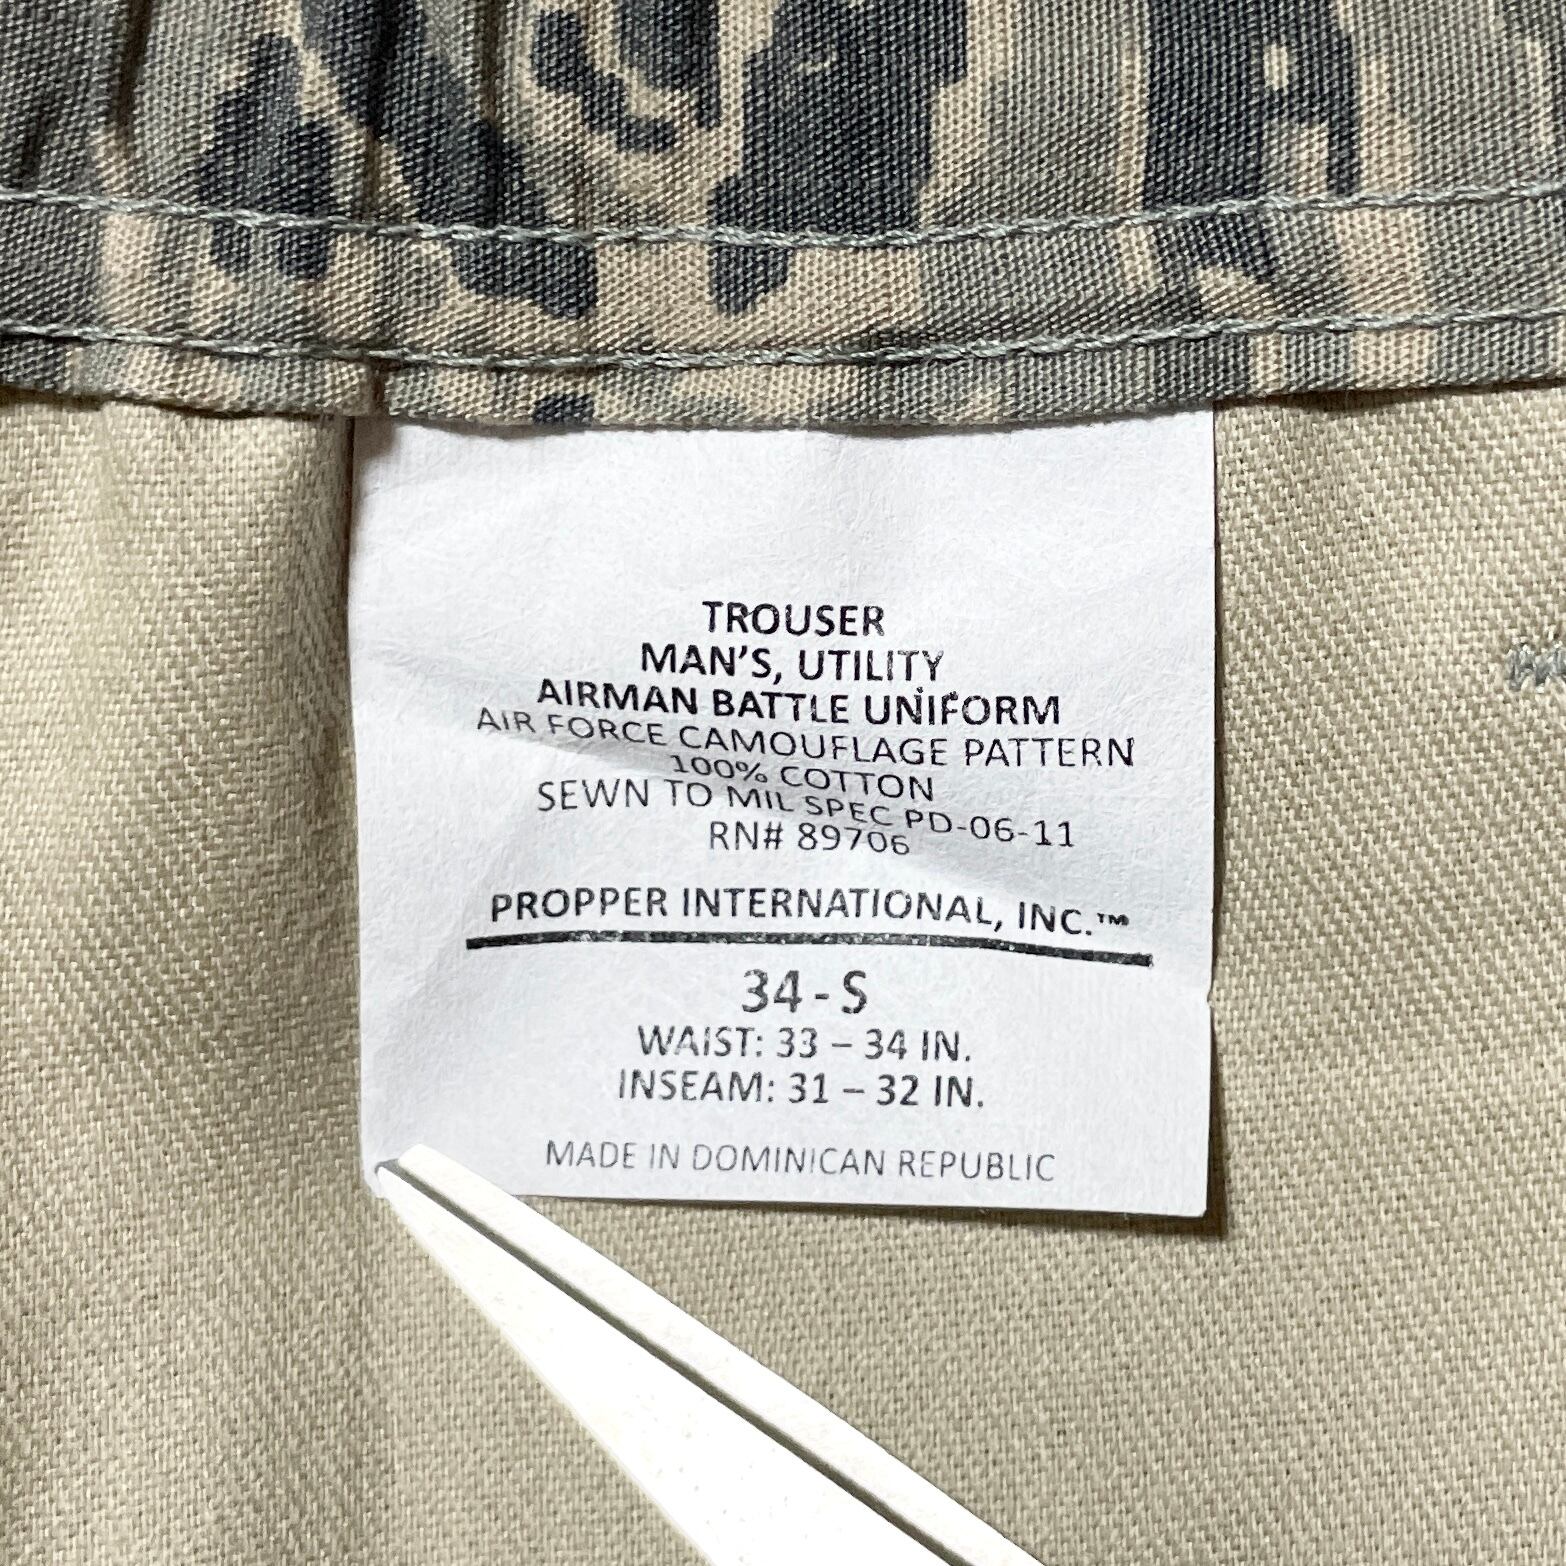 TROUSER
MAN'S, UTILITY
AIRMAN BATTLE UNIFORM
AIR FORCE CAMOUFLAGE PATTERN
100% COTTON
SEWN TO MIL SPEC PD-06-11
RN# 89706
PROPPER INTERNATIONAL, INC.™
34-S
WAIST: 33 – 34 IN.
INSEAM: 31 – 32 IN.
MADE IN DOMINICAN REPUBLIC